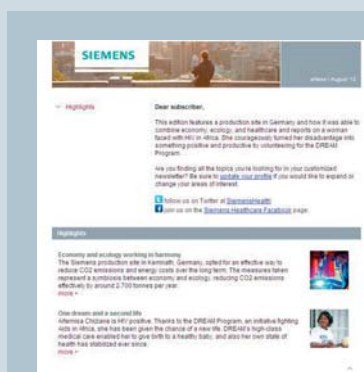 SIEMENS
eNews | August '12
Highlights
Dear subscriber,
This edition features a production site in Germany and how it was able to
combine economy, ecology, and healthcare and reports on a woman
faced with HIV in Africa. She courageously turned her disadvantage into
something positive and productive by volunteering for the DREAM
Program.
Are you finding all the topics you're looking for in your customized
newsletter? Be sure to update your profile if you would like to expand or
change your areas of interest.
Follow us on Twitter at SiemensHealth
Join us on the Siemens Healthcare Facebook page.
Highlights
Economy and ecology working in harmony
The Siemens production site in Kemnath, Germany, opted for an effective way to
reduce CO2 emissions and energy costs over the long term. The measures taken
represent a symbiosis between economy and ecology, reducing CO2 emissions
effectively by around 2.700 tonnes per year.
more
One dream and a second life
Artemisa Chiziane is HIV positive. Thanks to the DREAM Program, an initiative fighting
Aids in Africa, she has been given the chance of a new life. DREAM's high-class
medical care enabled her to give birth to a healthy baby, and also her own state of
health has stabilized ever since.
more